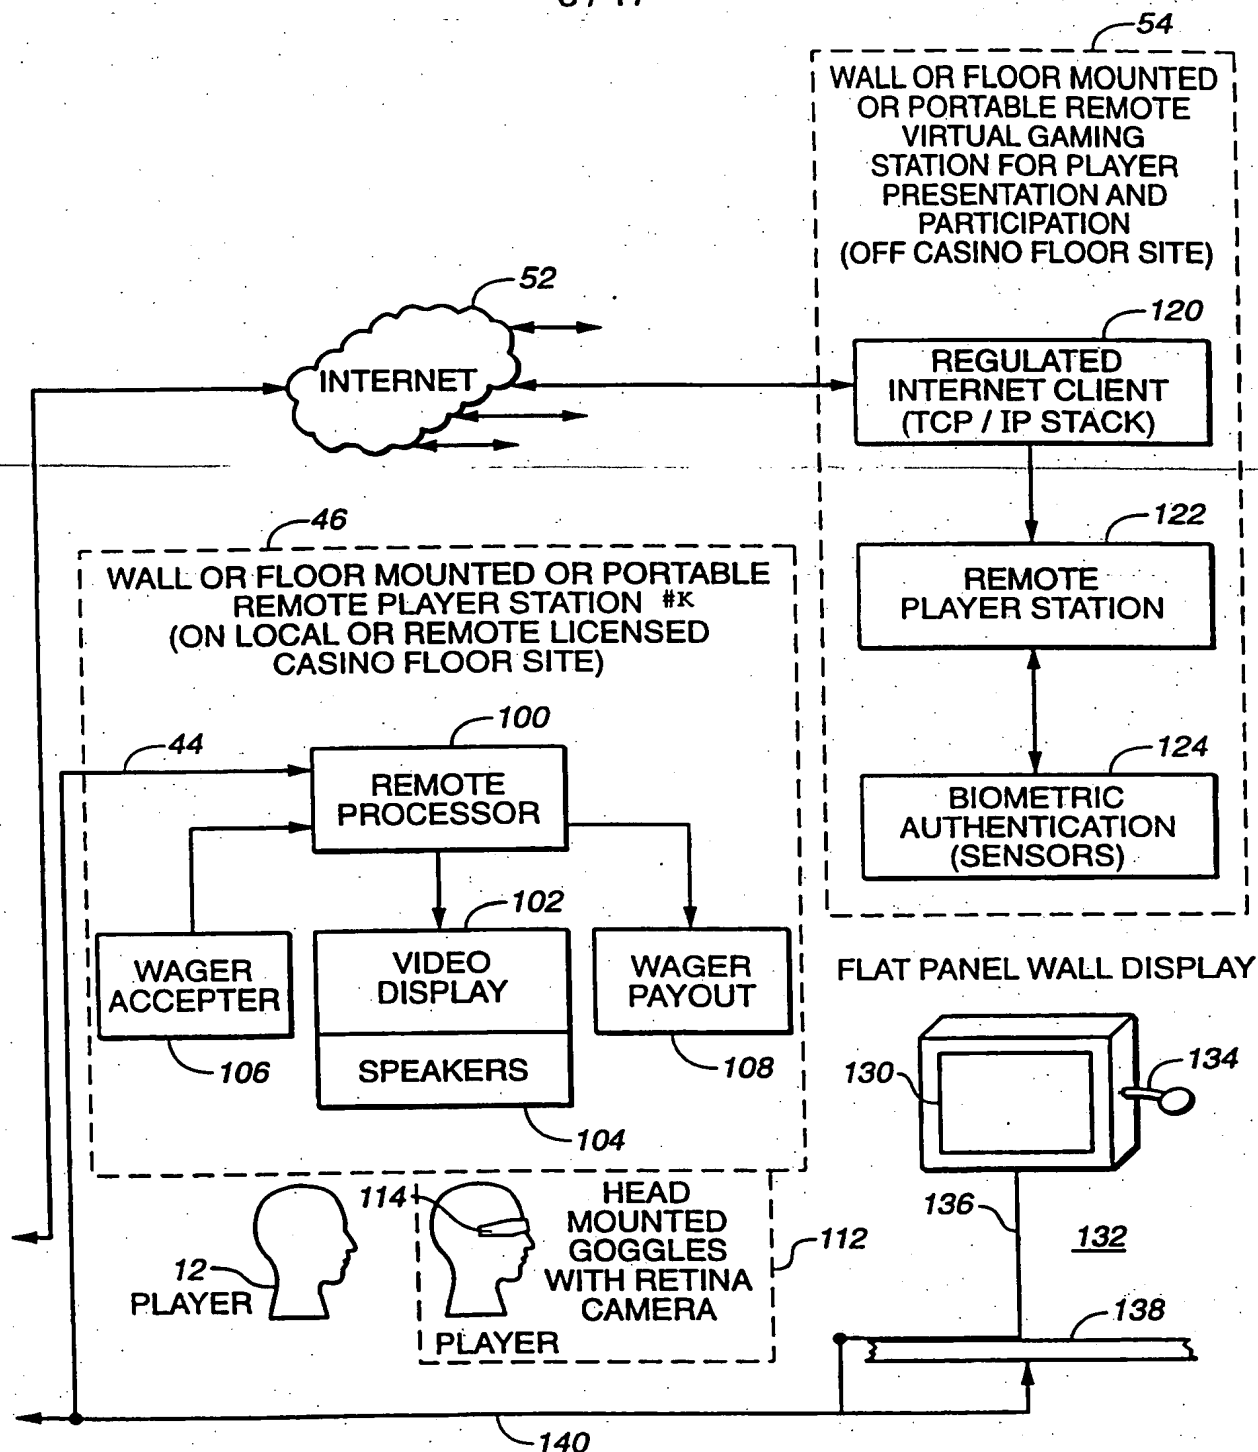 54
WALL OR FLOOR MOUNTED
OR PORTABLE REMOTE
VIRTUAL GAMING
STATION FOR PLAYER
PRESENTATION AND
PARTICIPATION
(OFF CASINO FLOOR SITE)
52
INTERNET
120
REGULATED
INTERNET CLIENT
(TCP / IP STACK)
46
WALL OR FLOOR MOUNTED OR PORTABLE
REMOTE PLAYER STATION #K
(ON LOCAL OR REMOTE LICENSED
CASINO FLOOR SITE)
122
REMOTE
PLAYER STATION
44
100
REMOTE
PROCESSOR
124
BIOMETRIC
AUTHENTICATION
(SENSORS)
WAGER
ACCEPTER
106
102
VIDEO
DISPLAY
SPEAKERS
104
WAGER
PAYOUT
108
FLAT PANEL WALL DISPLAY
130
134
136
132
138
12
PLAYER
114
HEAD
MOUNTED
GOGGLES
WITH RETINA
CAMERA
PLAYER
112
140